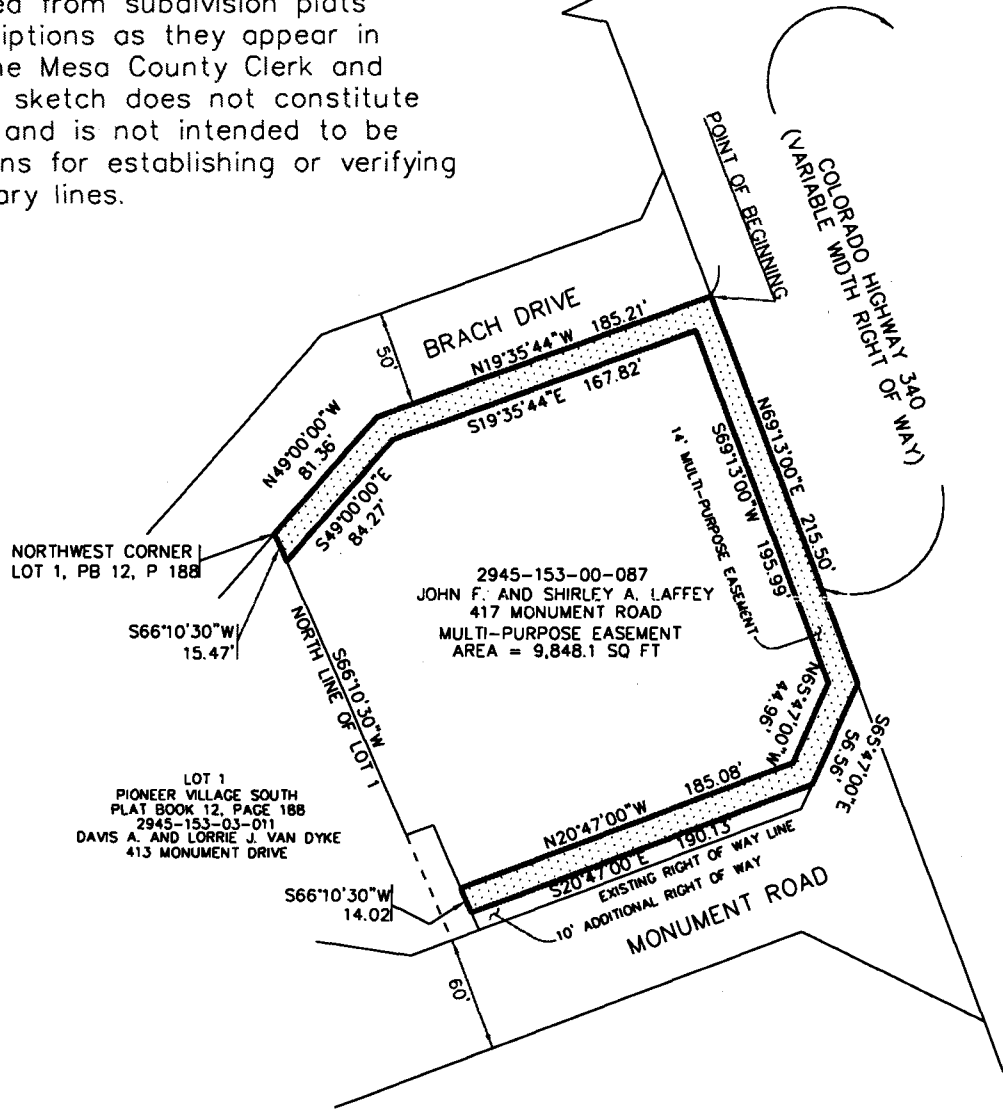 ed from subdivision plats
iptions as they appear in
he Mesa County Clerk and
sketch does not constitute
and is not intended to be
ns for establishing or verifying
ary lines.
POINT OF BEGINNING
COLORADO HIGHWAY 340
(VARIABLE WIDTH RIGHT OF WAY)
BRACH DRIVE
50'
N19°35'44"W 185.21'
S19°35'44"E 167.82'
N49°00'00"W
81.36'
S49°00'00"E
84.27'
N69°13'00"E 215.50'
S69°13'00"W 195.99'
14' MULTI-PURPOSE EASEMENT
NORTHWEST CORNER
LOT 1, PB 12, P 188
S66°10'30"W
15.47'
2945-153-00-087
JOHN F. AND SHIRLEY A. LAFFEY
417 MONUMENT ROAD
MULTI-PURPOSE EASEMENT
AREA = 9,848.1 SQ FT
S66°10'30"W
NORTH LINE OF LOT 1
N65°47'00"W
44.96'
S65°47'00"E
56.56'
LOT 1
PIONEER VILLAGE SOUTH
PLAT BOOK 12, PAGE 188
2945-153-03-011
DAVIS A. AND LORRIE J. VAN DYKE
413 MONUMENT DRIVE
N20°47'00"W 185.08'
S20°47'00"E 190.13'
EXISTING RIGHT OF WAY LINE
10' ADDITIONAL RIGHT OF WAY
S66°10'30"W
14.02
MONUMENT ROAD
60'